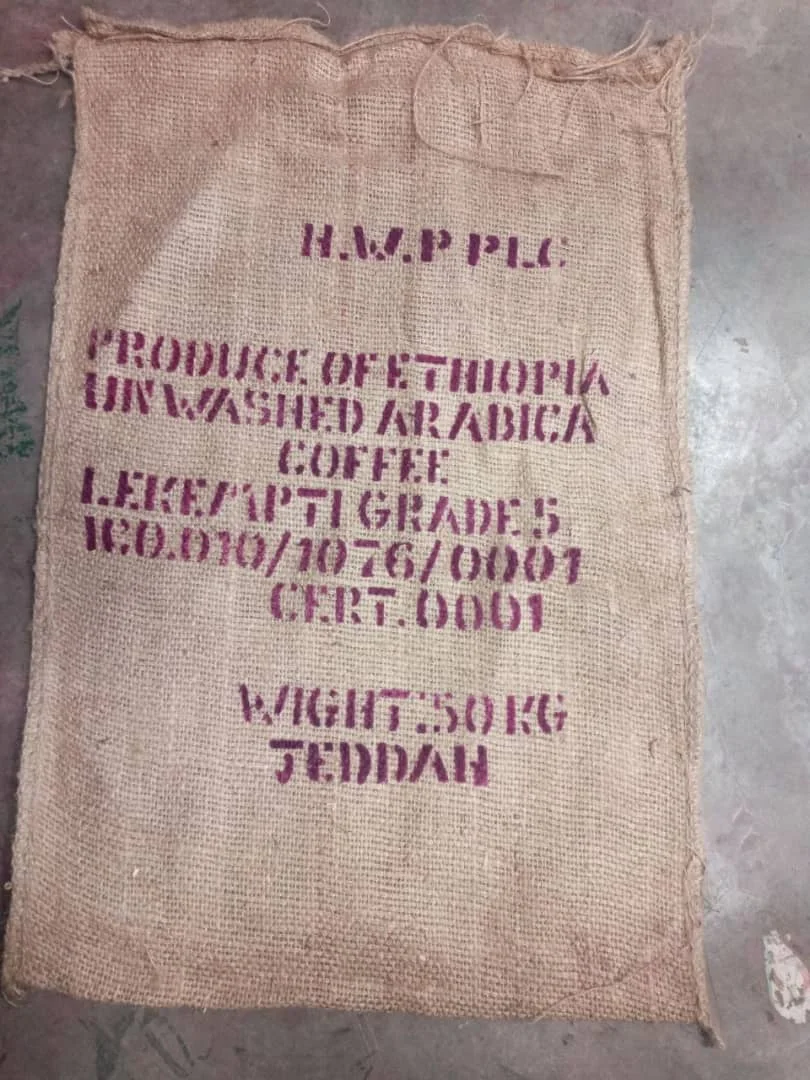 H.W.P PLC
PRODUCE OF ETHIOPIA
UNWASHED ARABICA
COFFEE
LEKEMPTI GRADE 5
ICO.010/1076/0001
CERT.0001
WIGHT.50 KG
JEDDAH